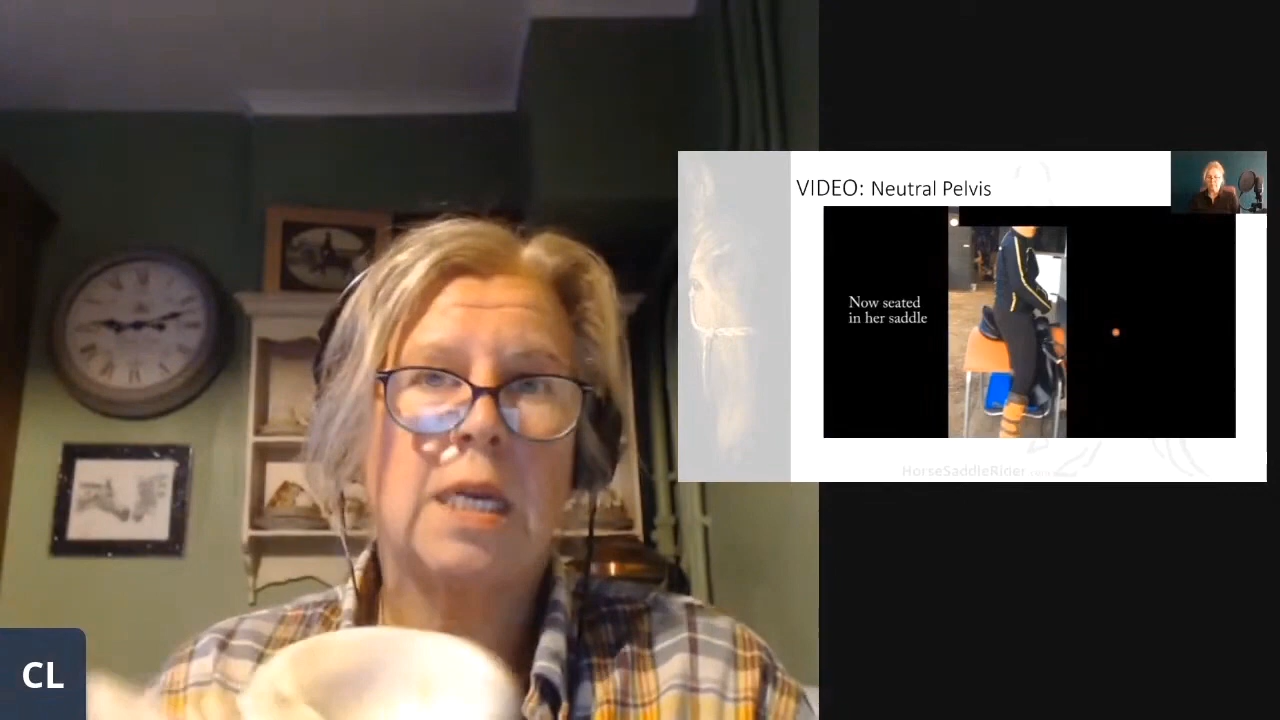 VIDEO: Neutral Pelvis
Now seated
in her saddle
HorseSaddleRider
CL